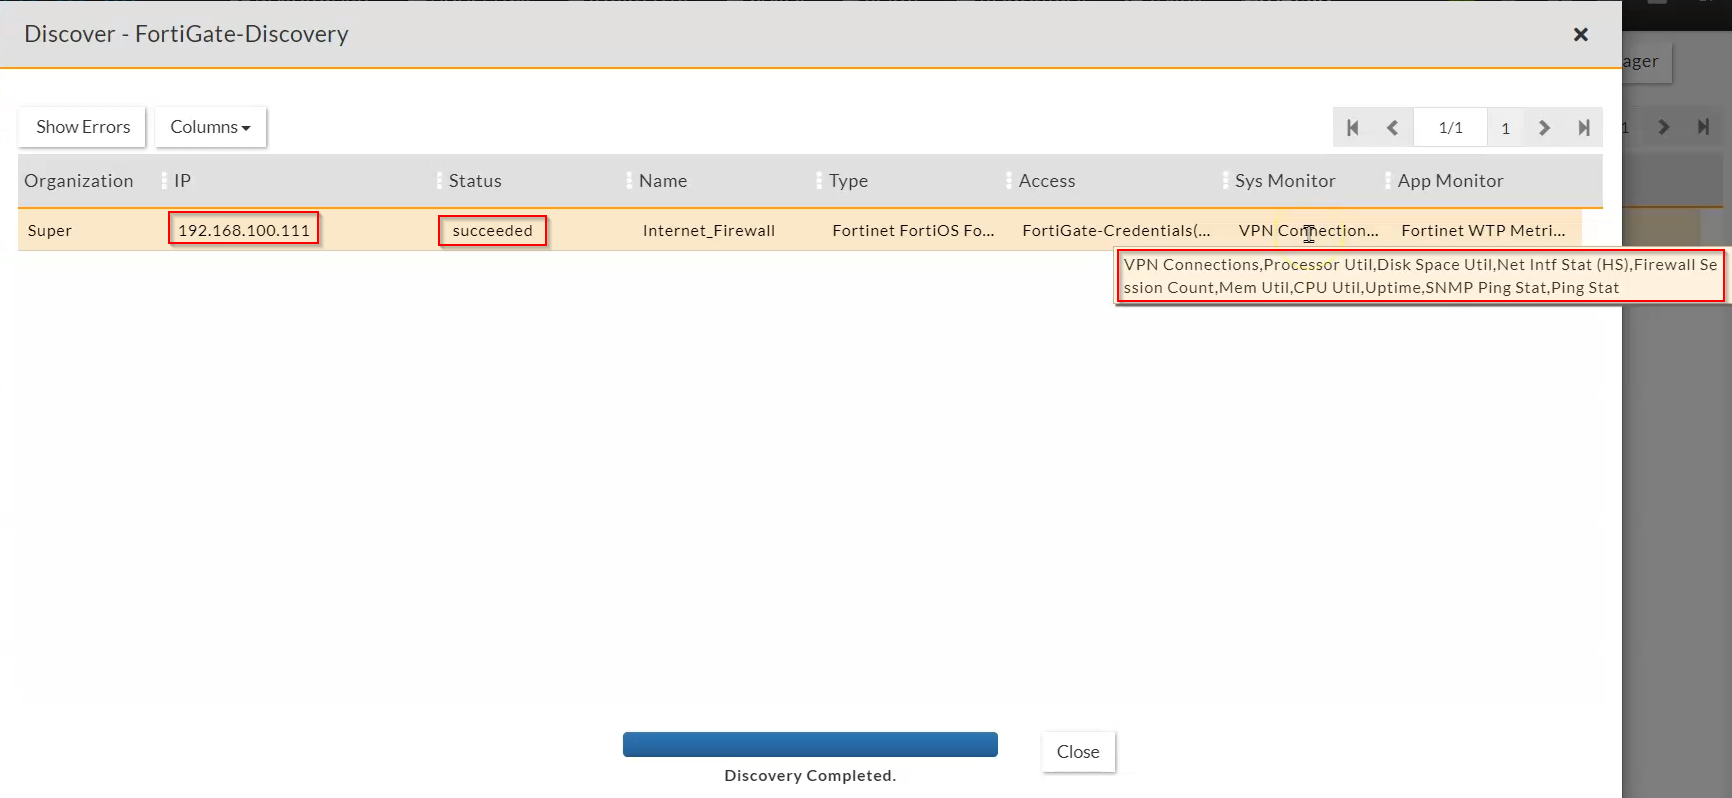 Discover - FortiGate-Discovery
ager
Show Errors
Columns
1/1
1
1
Organization IP Status Name Type Access Sys Monitor App Monitor
Super 192.168.100.111 succeeded Internet_Firewall Fortinet FortiOS Fo... FortiGate-Credentials(... VPN Connection... Fortinet WTP Metri...
VPN Connections,Processor Util,Disk Space Util,Net Intf Stat (HS),Firewall Se
ssion Count,Mem Util,CPU Util,Uptime,SNMP Ping Stat,Ping Stat
Close
Discovery Completed.